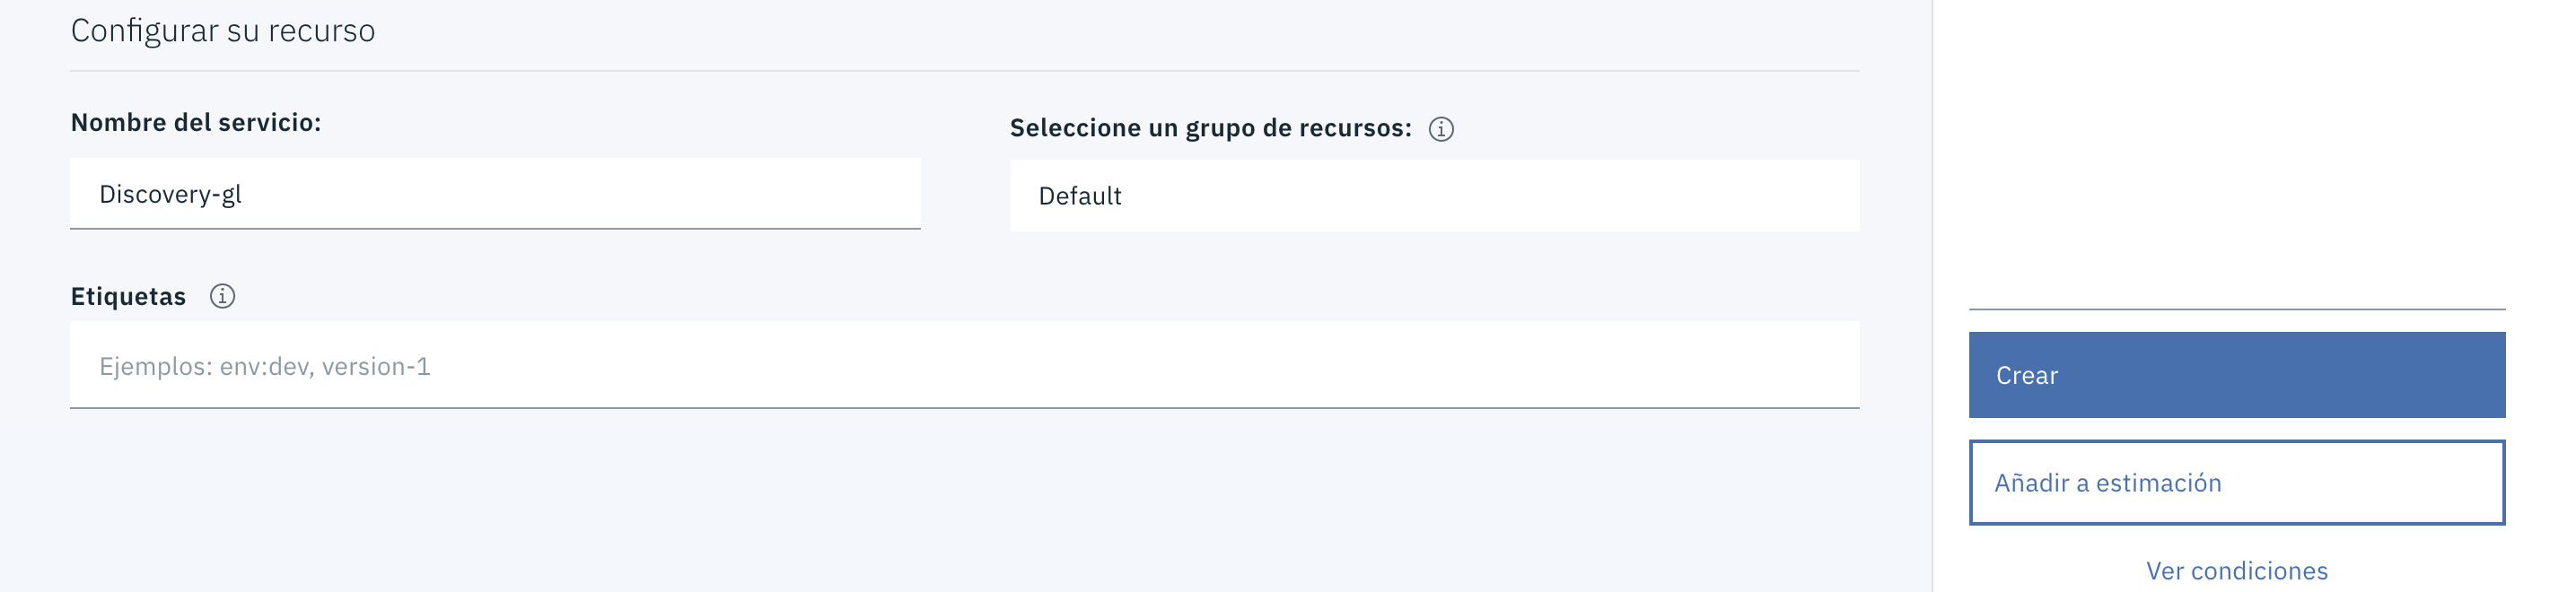 Configurar su recurso
Nombre del servicio:
Discovery-gl
Seleccione un grupo de recursos:
Default
Etiquetas
Ejemplos: env:dev, version-1
Crear
Añadir a estimación
Ver condiciones